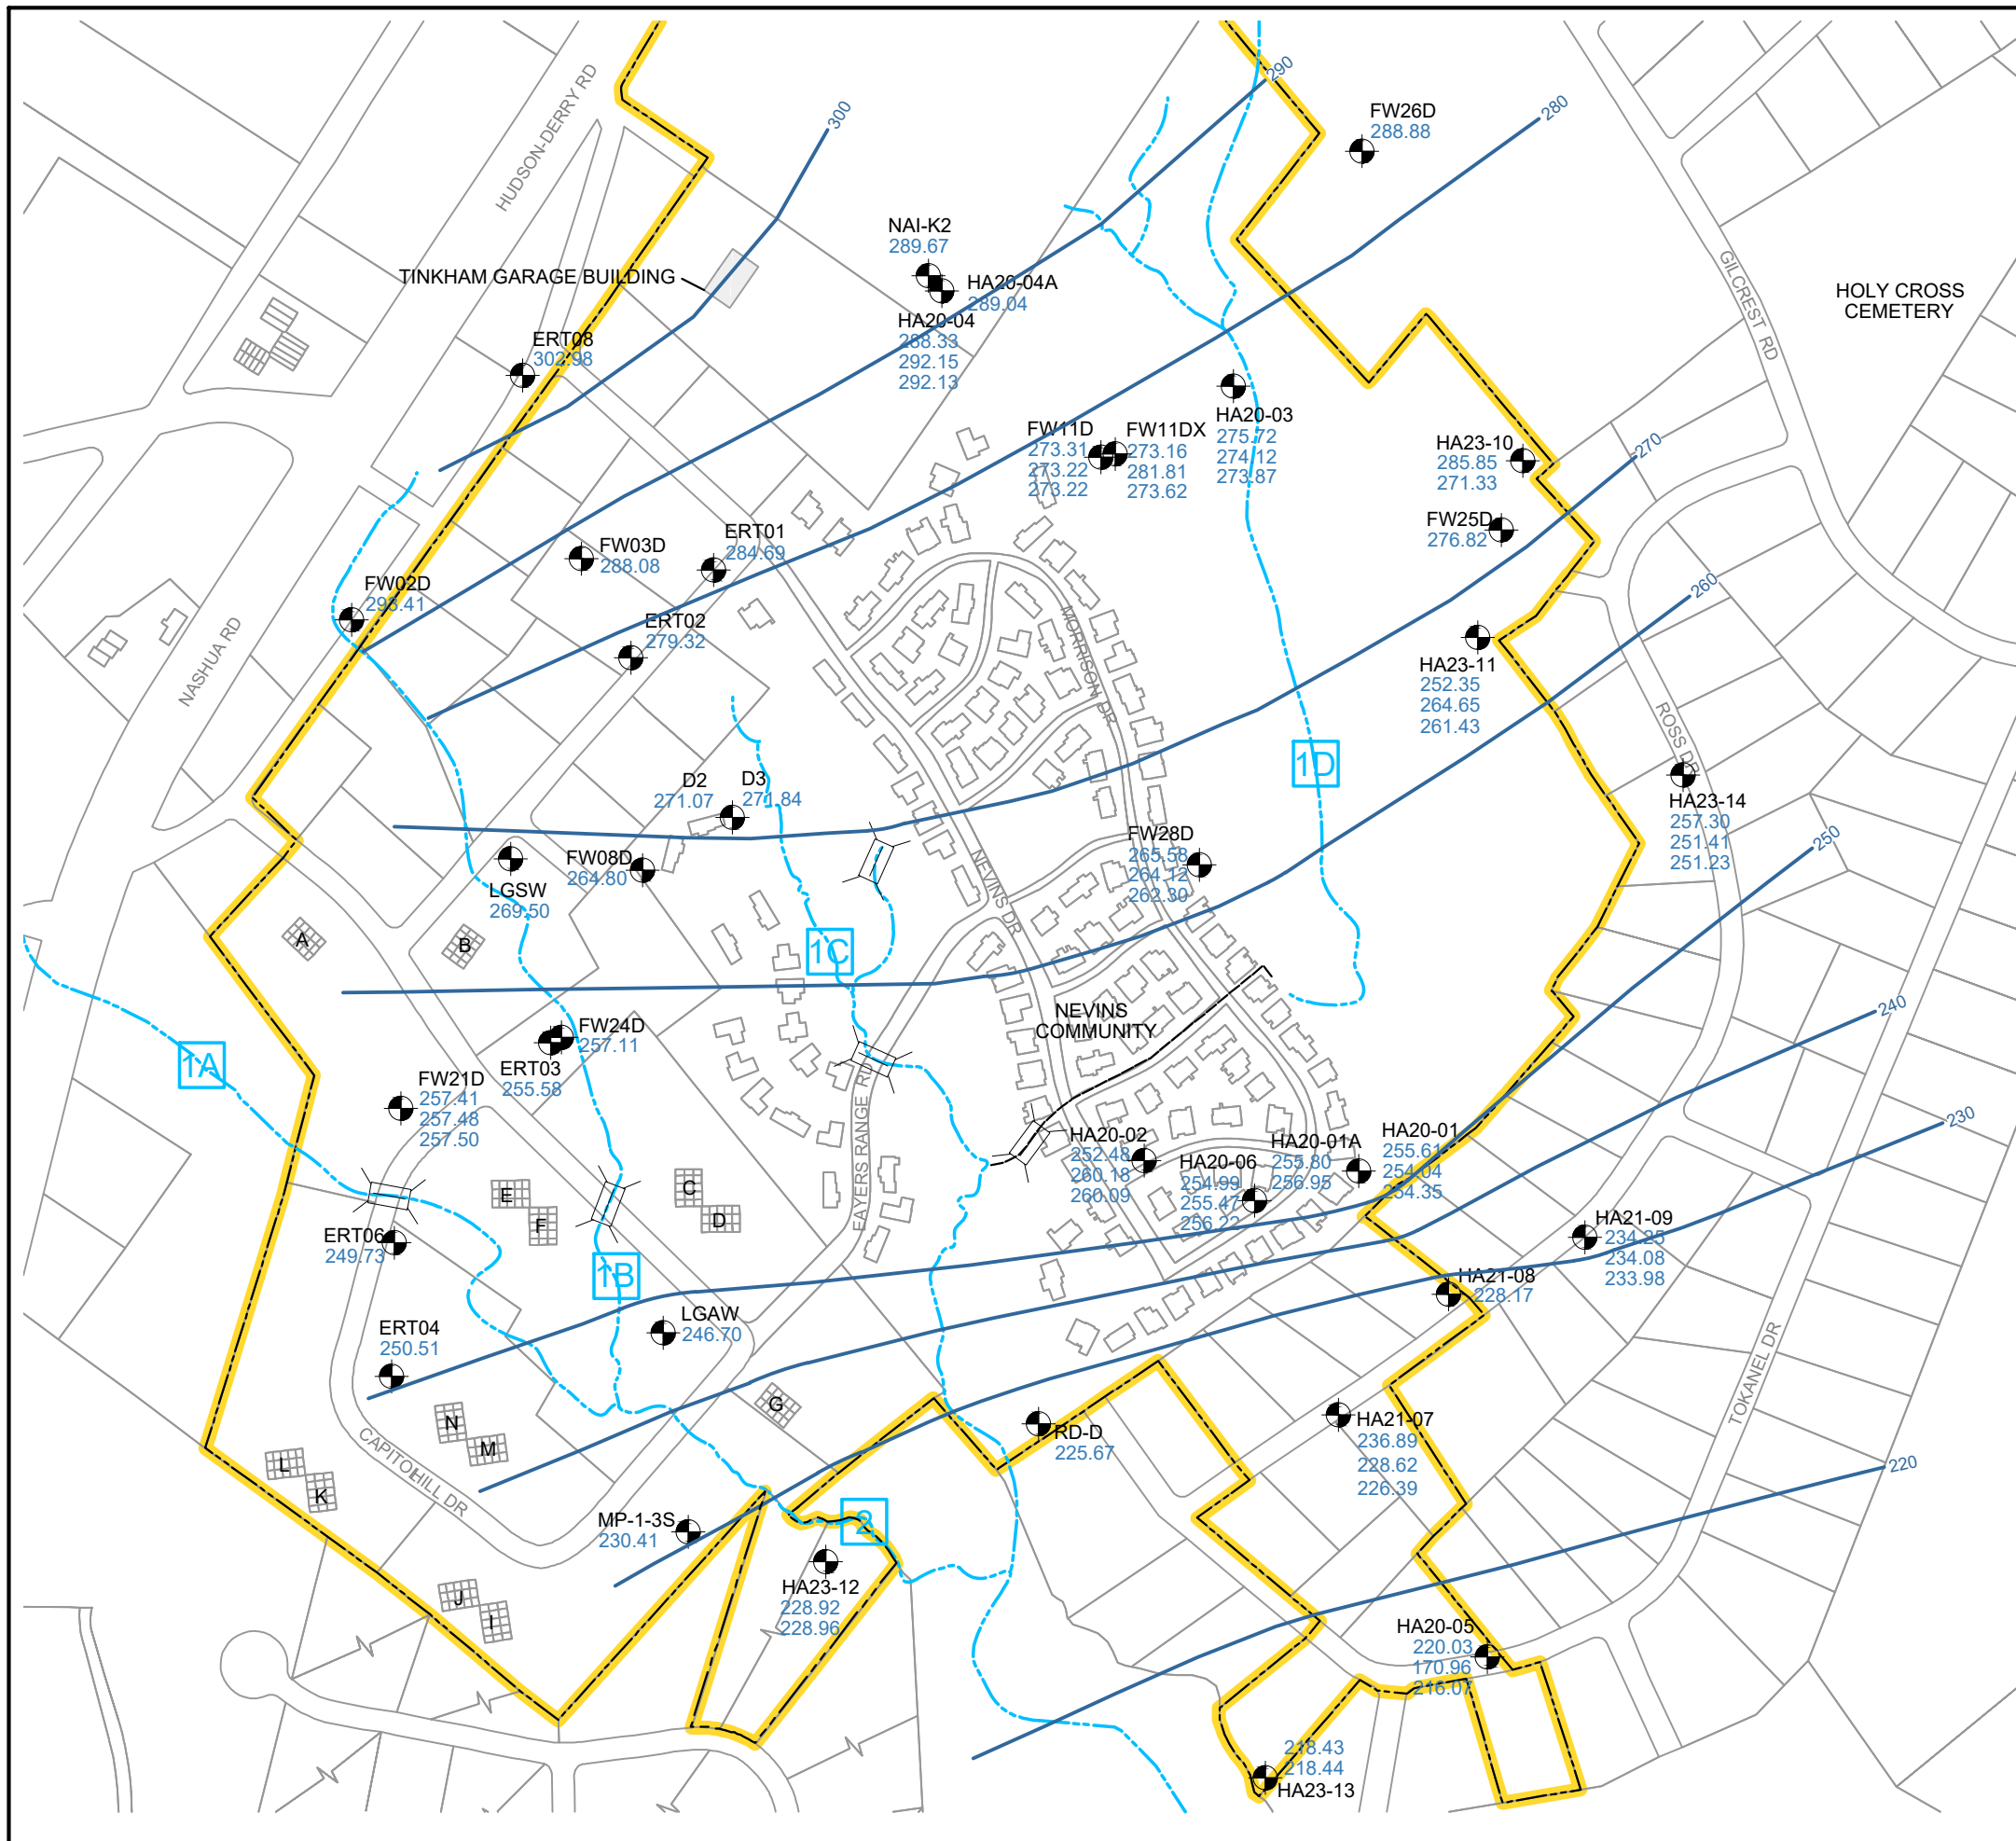 290
280
300
FW26D
288.88
HUDSON-DERRY RD
NAI-K2
289.67
TINKHAM GARAGE BUILDING
HA20-04A
289.04
HA20-04
288.33
292.15
292.13
GILCREST RD
HOLY CROSS
CEMETERY
ERT08
302.98
HA20-03
275.72
274.12
273.87
FW11D
273.31
273.22
273.22
FW11DX
273.16
281.81
273.62
HA23-10
285.85
271.33
270
FW25D
276.82
ERT01
284.69
FW03D
288.08
FW02D
293.41
ERT02
279.32
260
NASHUA RD
MORRISON DR
HA23-11
252.35
264.65
261.43
ROSS DR
1D
D2
271.07
D3
271.84
HA23-14
257.30
251.41
251.23
250
FW28D
265.58
264.12
262.30
FW08D
264.80
LGSW
269.50
NEVINS DR
A
B
1C
240
NEVINS
COMMUNITY
FW24D
257.11
ERT03
255.58
1A
FW21D
257.41
257.48
257.50
FAYERS RANGE RD
230
HA20-02
252.48
260.18
260.09
HA20-06
254.99
255.47
256.22
HA20-01A
255.80
256.95
HA20-01
255.61
254.04
254.35
C
D
E
F
HA21-09
234.25
234.08
233.98
ERT06
249.73
1B
HA21-08
228.17
LGAW
246.70
ERT04
250.51
TOKANEL DR
G
N
M
RD-D
225.67
HA21-07
236.89
228.62
226.39
CAPITOL HILL DR
L
K
220
MP-1-3S
230.41
2
HA23-12
228.92
228.96
J
I
HA20-05
220.03
170.96
216.07
218.43
218.44
HA23-13